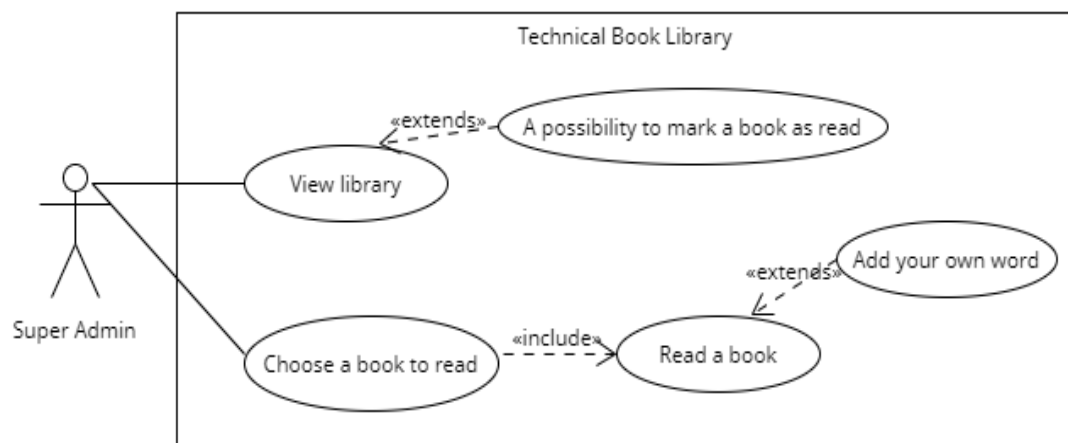 Technical Book Library
«extends»
A possibility to mark a book as read
View library
Add your own word
«extends»
Super Admin
«include»
Choose a book to read
Read a book